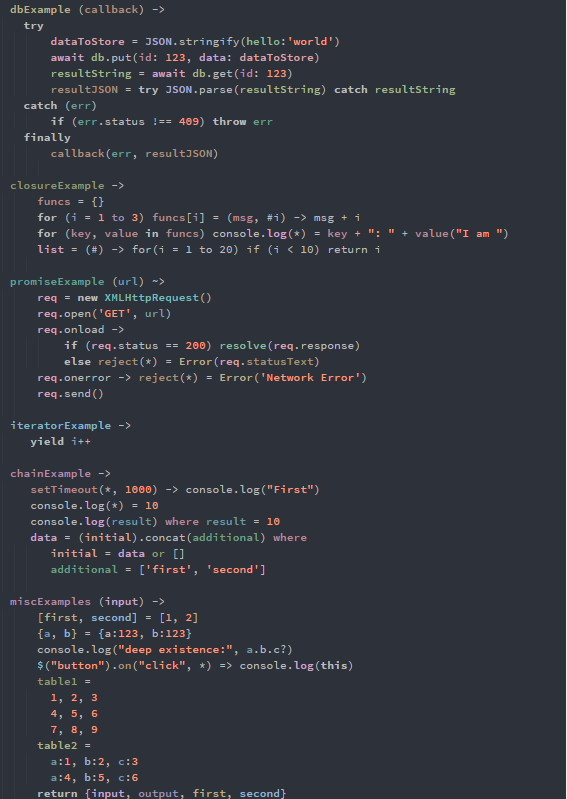 dbExample (callback) ->
try
dataToStore = JSON.stringify(hello:'world')
await db.put(id: 123, data: dataToStore)
resultString = await db.get(id: 123)
resultJSON = try JSON.parse(resultString) catch resultString
catch (err)
if (err.status !== 409) throw err
finally
callback(err, resultJSON)
closureExample ->
funcs = {}
for (i = 1 to 3) funcs[i] = (msg, #i) -> msg + i
for (key, value in funcs) console.log(*) = key + ": " + value("I am ")
list = (#) -> for(i = 1 to 20) if (i < 10) return i
promiseExample (url) ~>
req = new XMLHttpRequest()
req.open('GET', url)
req.onload ->
if (req.status == 200) resolve(req.response)
else reject(*) = Error(req.statusText)
req.onerror -> reject(*) = Error('Network Error')
req.send()
iteratorExample ->
yield i++
chainExample ->
setTimeout(*, 1000) -> console.log("First")
console.log(*) = 10
console.log(result) where result = 10
data = (initial).concat(additional) where
initial = data or []
additional = ['first', 'second']
miscExamples (input) ->
[first, second] = [1, 2]
{a, b} = {a:123, b:123}
console.log("deep existence:", a.b.c?)
$("button").on("click", *) => console.log(this)
table1 =
1, 2, 3
4, 5, 6
7, 8, 9
table2 =
a:1, b:2, c:3
a:4, b:5, c:6
return {input, output, first, second}